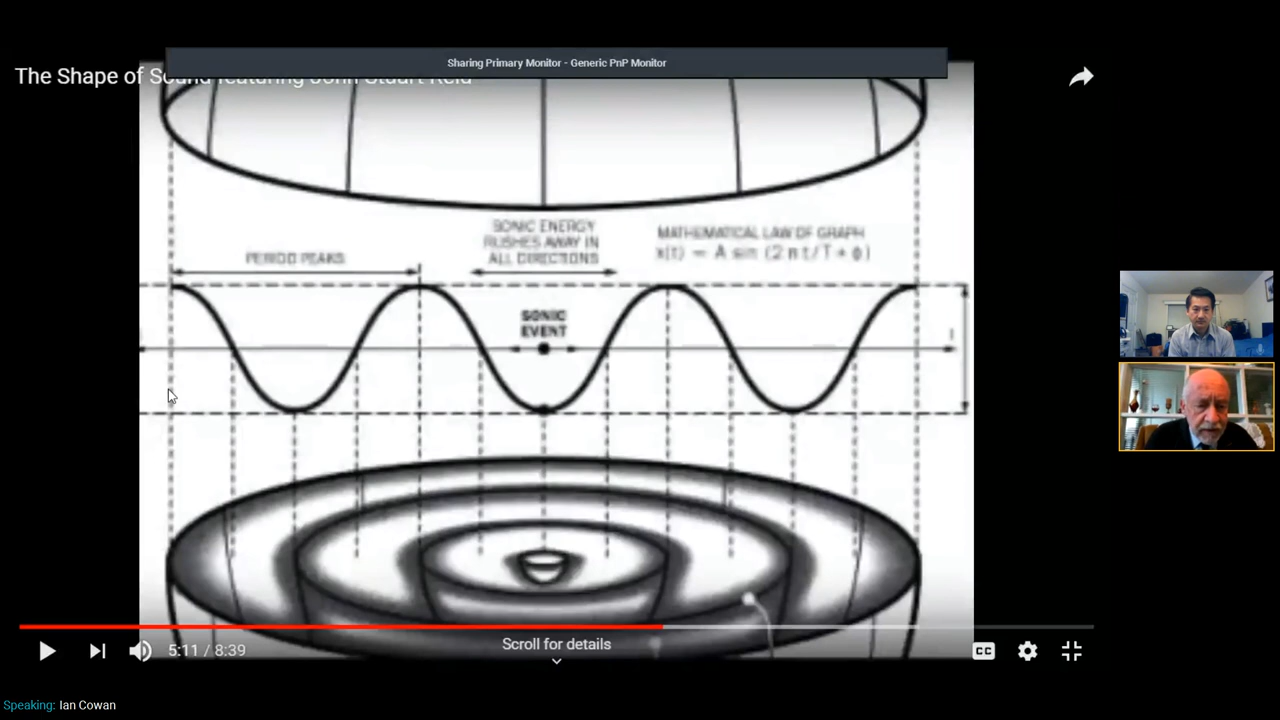 Sharing Primary Monitor - Generic PnP Monitor
The Shape of Sound featuring John Stuart Reid
SONIC ENERGY
RUSHES AWAY IN
ALL DIRECTIONS
MATHEMATICAL LAW OF GRAPH
x(t) = A sin (2 π t/T + ϕ)
PERIOD PEAKS
SONIC
EVENT
Scroll for details
5:11 / 8:39
CC
Speaking: Ian Cowan